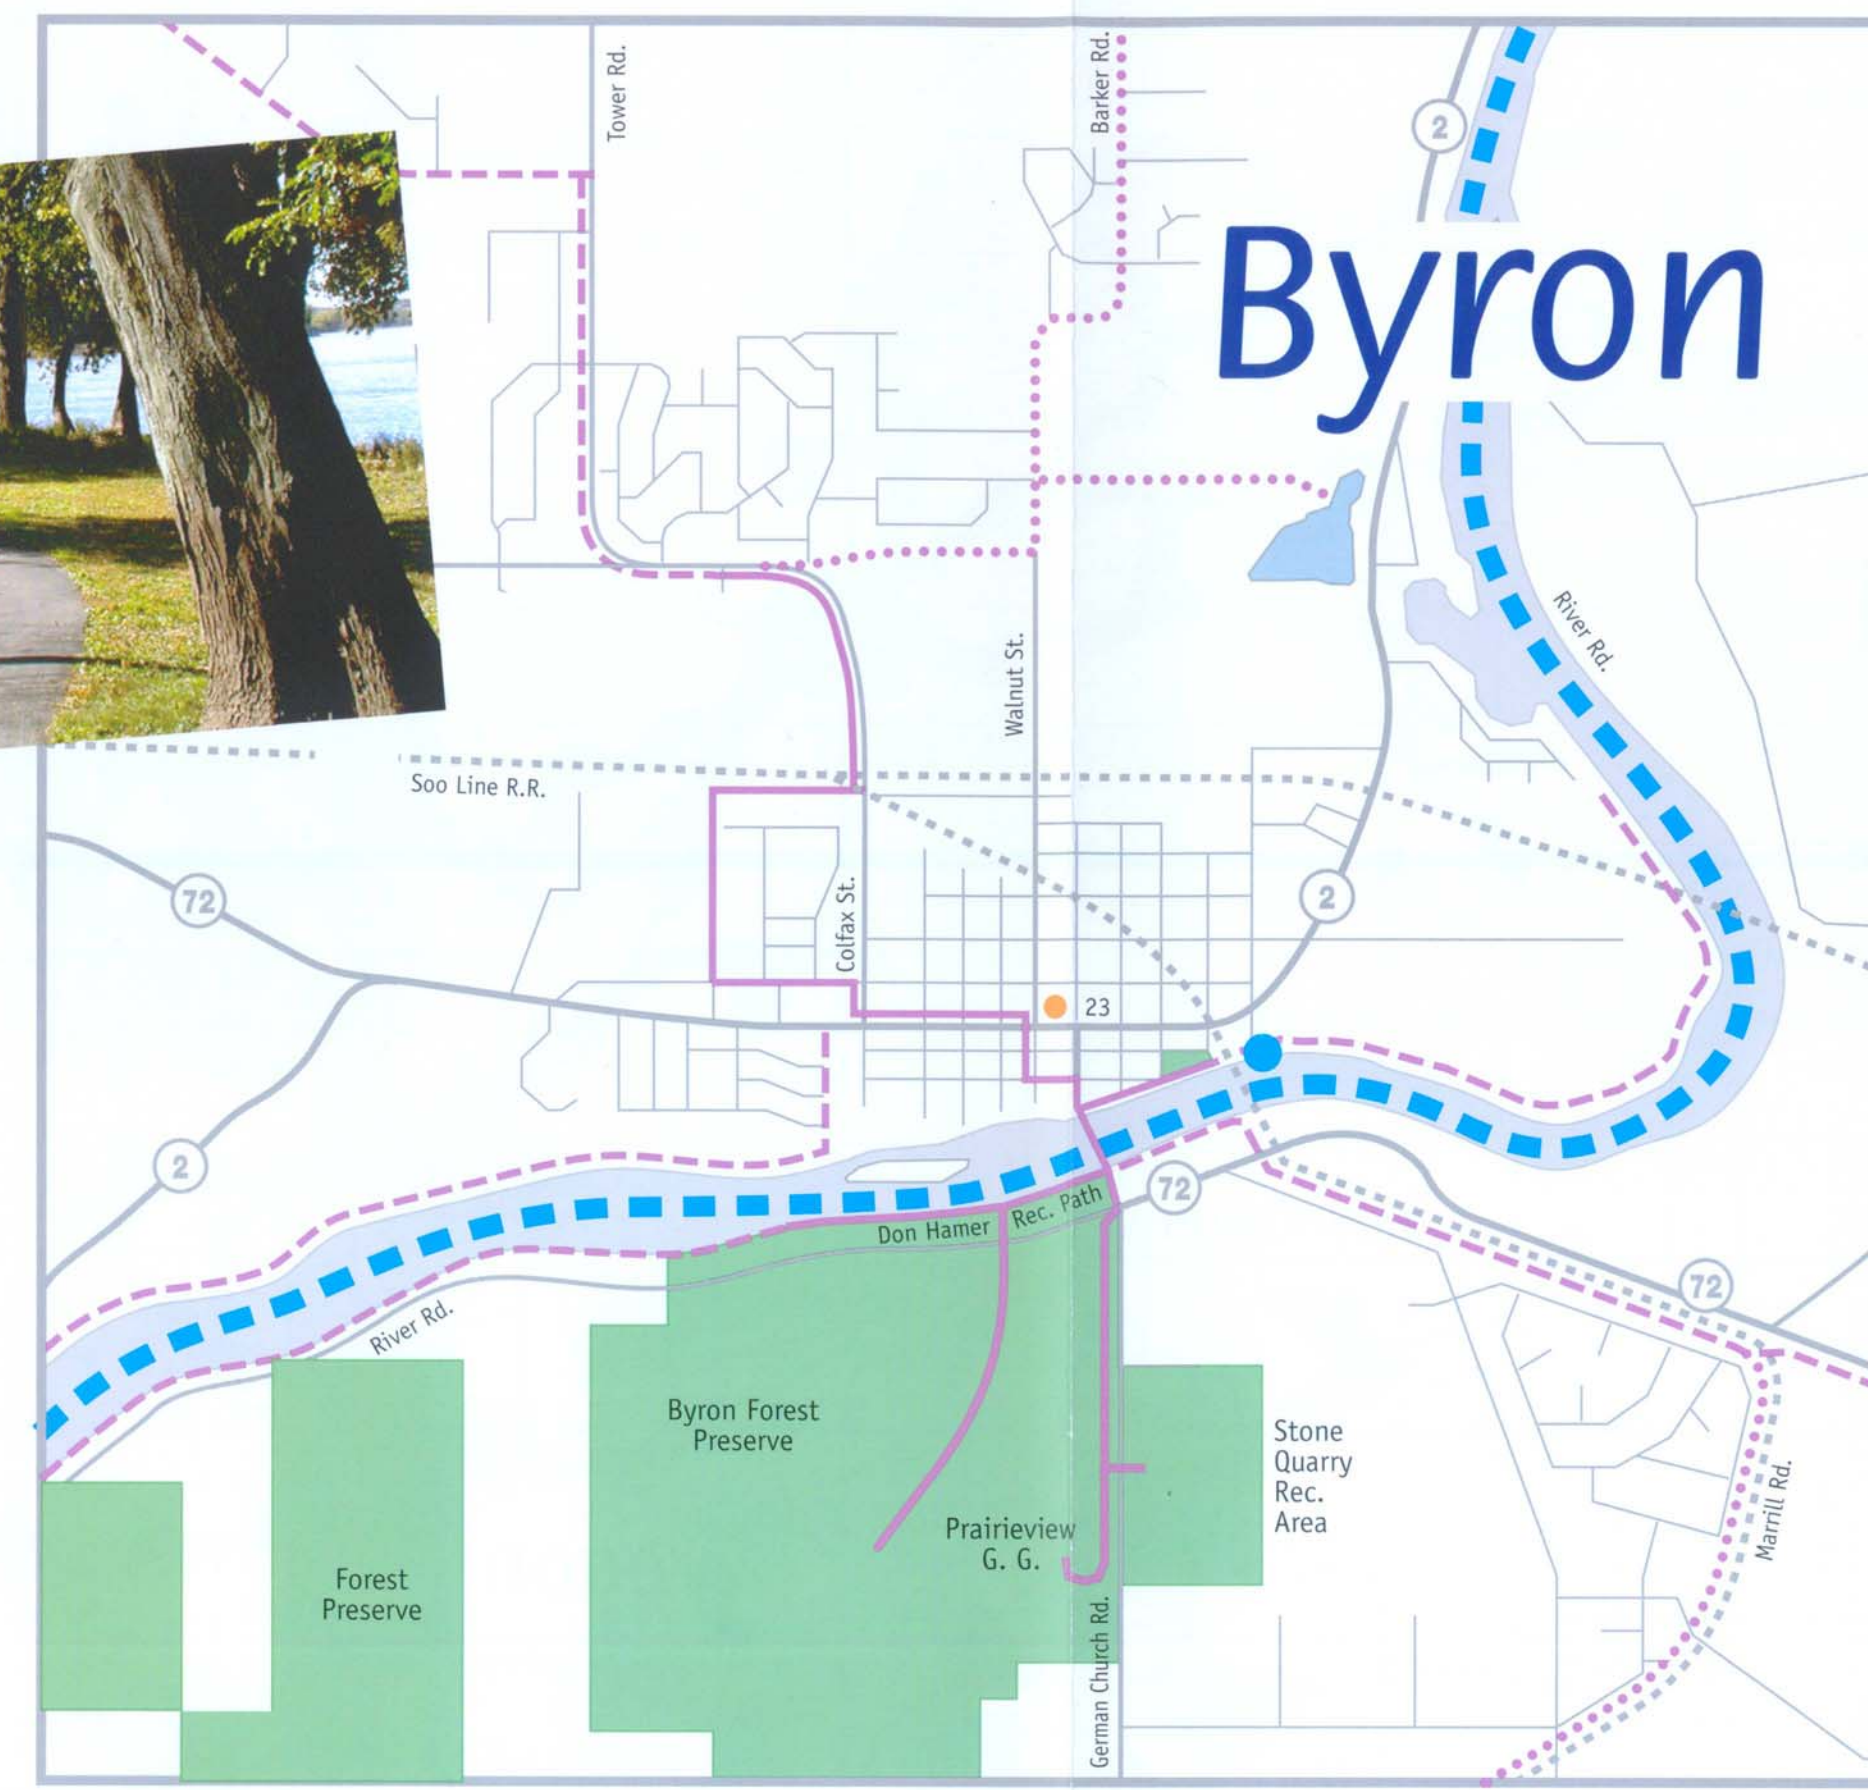 Tower Rd.
Barker Rd.
2
Byron
River Rd.
Walnut St.
Soo Line R.R.
72
Colfax St.
2
23
2
72
Don Hamer
Rec. Path
72
River Rd.
Byron Forest
Preserve
Stone
Quarry
Rec.
Area
Marrill Rd.
Prairieview
G. G.
Forest
Preserve
German Church Rd.